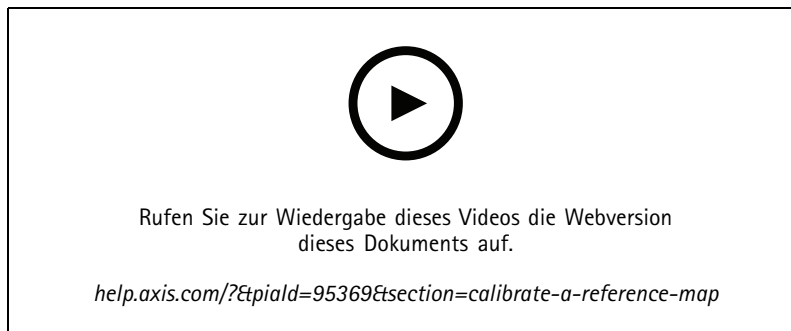 Rufen Sie zur Wiedergabe dieses Videos die Webversion
dieses Dokuments auf.
help.axis.com/?&piaId=95369&section=calibrate-a-reference-map